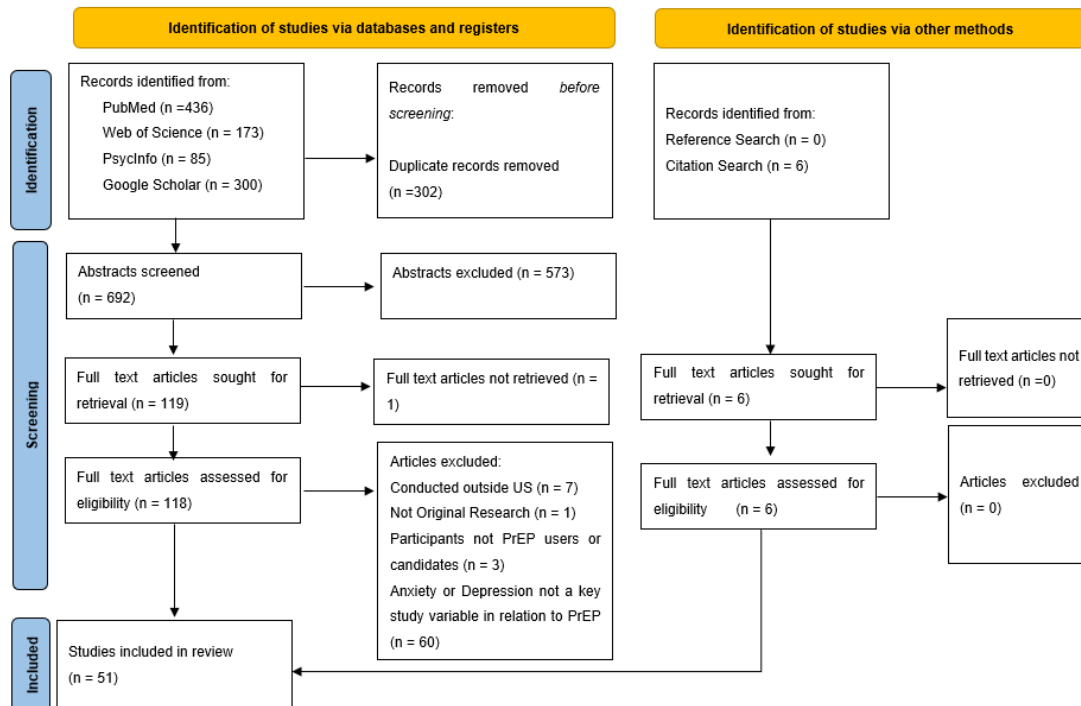 Identification of studies via databases and registers
Identification of studies via other methods
Identification
Records identified from:
PubMed (n =436)
Web of Science (n = 173)
PsycInfo (n = 85)
Google Scholar (n = 300)
Records removed before
screening:
Duplicate records removed
(n =302)
Records identified from:
Reference Search (n = 0)
Citation Search (n = 6)
Screening
Abstracts screened
(n = 692)
Abstracts excluded (n = 573)
Full text articles sought for
retrieval (n = 119)
Full text articles not retrieved (n =
1)
Full text articles sought for
retrieval (n = 6)
Full text articles not
retrieved (n =0)
Full text articles assessed for
eligibility (n = 118)
Articles excluded:
Conducted outside US (n = 7)
Not Original Research (n = 1)
Participants not PrEP users or
candidates (n = 3)
Anxiety or Depression not a key
study variable in relation to PrEP
(n = 60)
Full text articles assessed for
eligibility (n = 6)
Articles excluded
(n = 0)
Included
Studies included in review
(n = 51)